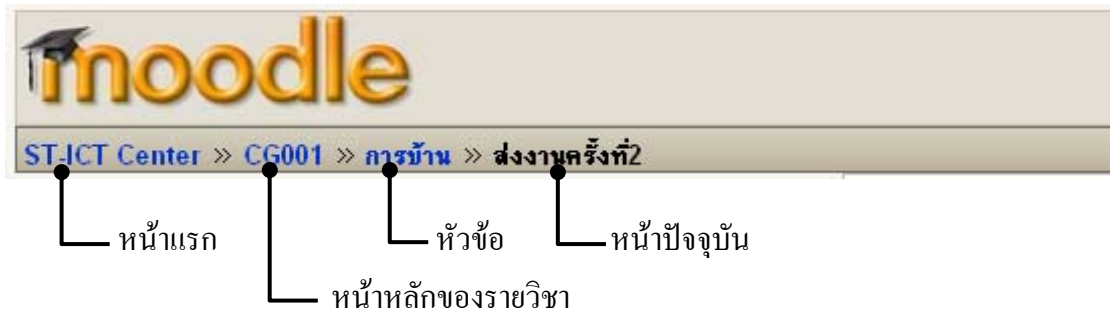 moodle
ST-ICT Center » CG001 » การบ้าน » ส่งงานครั้งที่2
หน้าแรก หัวข้อ หน้าปัจจุบัน
หน้าหลักของรายวิชา